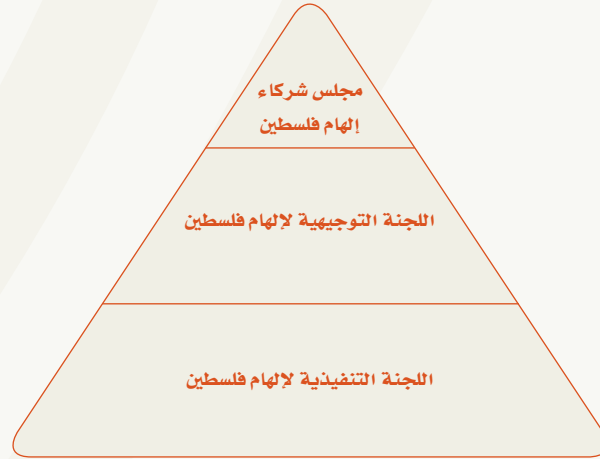 مجلس شركاء
إلهام فلسطين
اللجنة التوجيهية لإلهام فلسطين
اللجنة التنفيذية لإلهام فلسطين